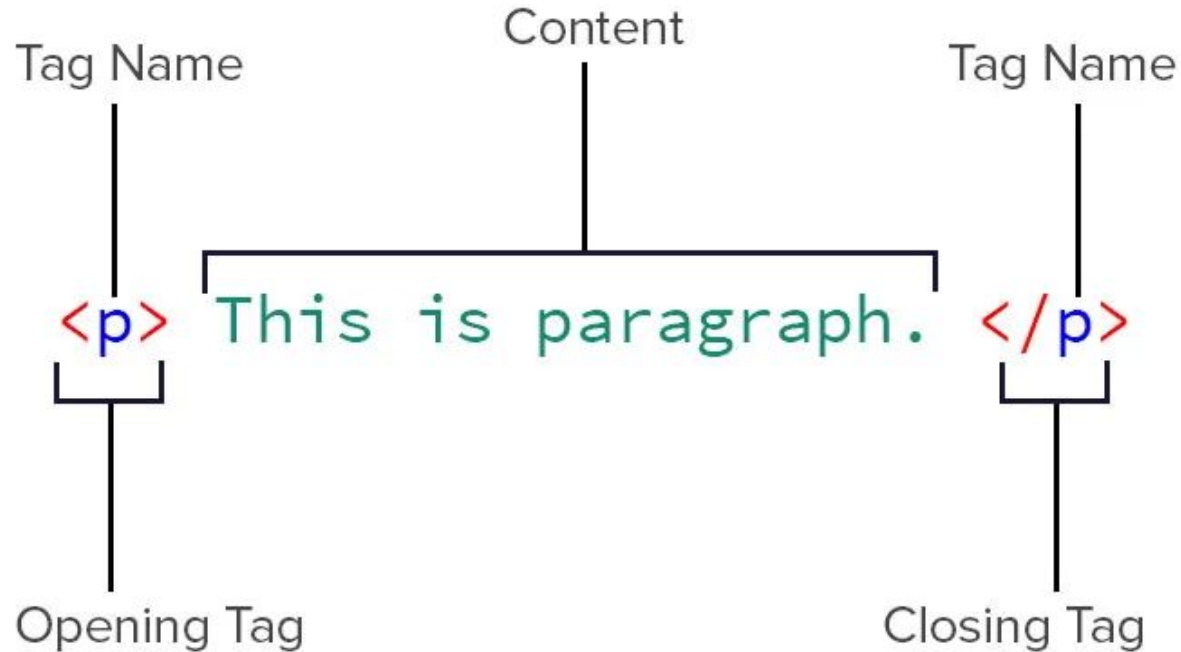 Content
Tag Name
Tag Name
<p> This is paragraph. </p>
Opening Tag
Closing Tag